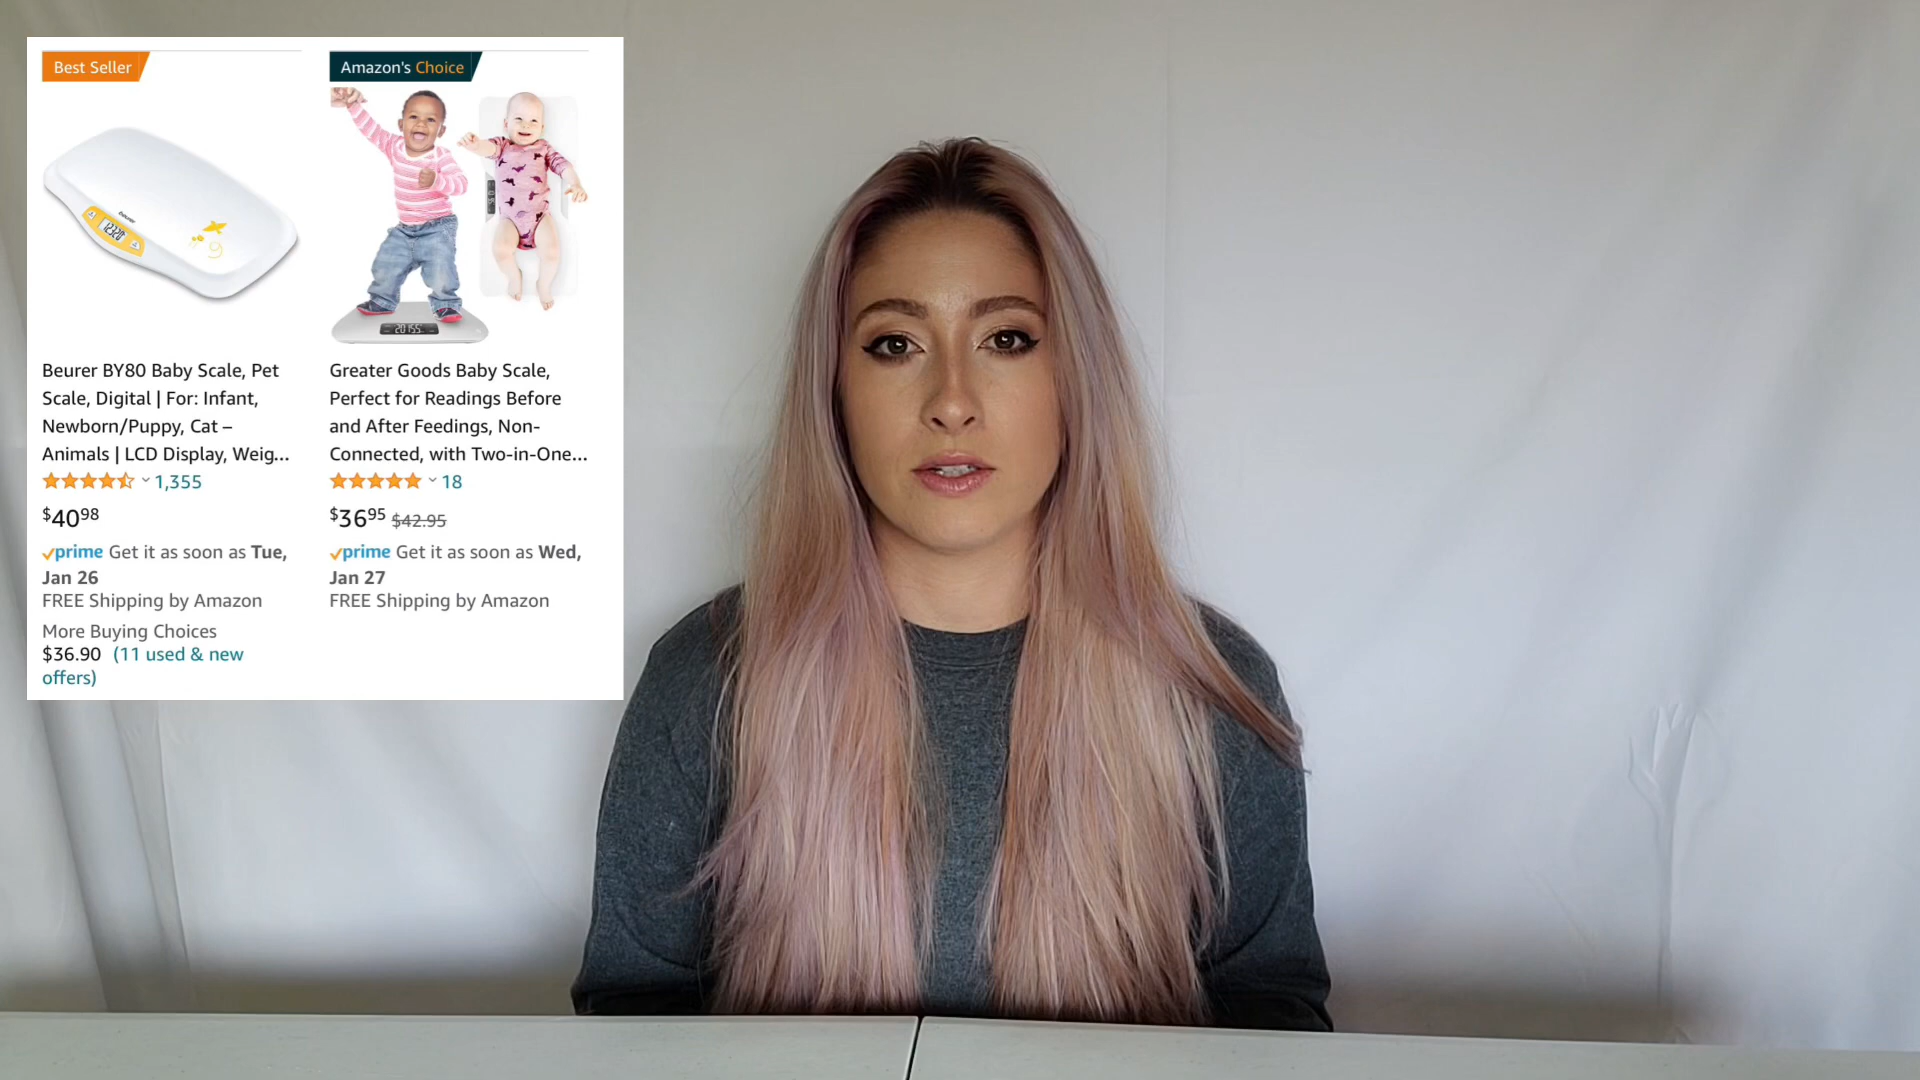 Best Seller
beurer
Beurer BY80 Baby Scale, Pet
Scale, Digital | For: Infant,
Newborn/Puppy, Cat –
Animals | LCD Display, Weig...
1,355
$40⁹⁸
prime Get it as soon as Tue,
Jan 26
FREE Shipping by Amazon
More Buying Choices
$36.90 (11 used & new
offers)
Amazon's Choice
Greater Goods Baby Scale,
Perfect for Readings Before
and After Feedings, Non-
Connected, with Two-in-One...
18
$36⁹⁵ $42.95
prime Get it as soon as Wed,
Jan 27
FREE Shipping by Amazon